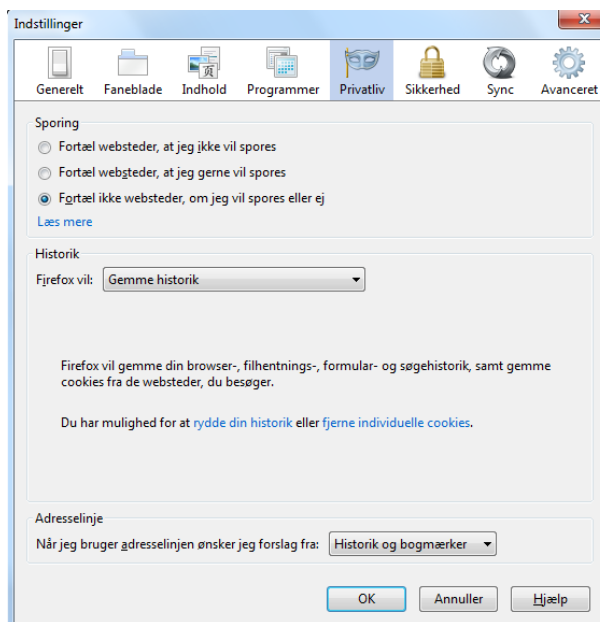 Indstillinger
Generelt Faneblade Indhold Programmer Privatliv Sikkerhed Sync Avanceret
Sporing
Fortæl websteder, at jeg ikke vil spores
Fortæl websteder, at jeg gerne vil spores
Fortæl ikke websteder, om jeg vil spores eller ej
Læs mere
Historik
Firefox vil: Gemme historik
Firefox vil gemme din browser-, filhentnings-, formular- og søgehistorik, samt gemme
cookies fra de websteder, du besøger.
Du har mulighed for at rydde din historik eller fjerne individuelle cookies.
Adresselinje
Når jeg bruger adresselinjen ønsker jeg forslag fra: Historik og bogmærker
OK Annuller Hjælp